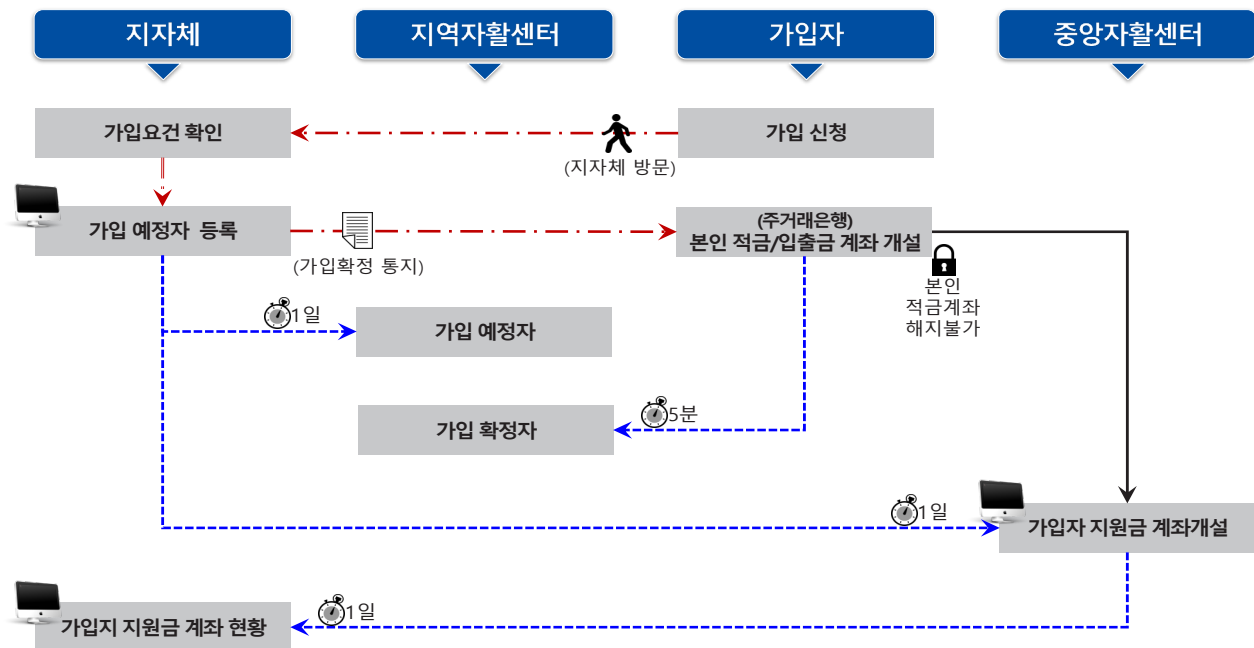 지자체
지역자활센터
가입자
중앙자활센터
가입요건 확인
가입 신청
(지자체 방문)
가입 예정자 등록
(가입확정 통지)
(주거래은행)
본인 적금/입출금 계좌 개설
본인
적금계좌
해지불가
1일
가입 예정자
5분
가입 확정자
1일
가입자 지원금 계좌개설
1일
가입지 지원금 계좌 현황